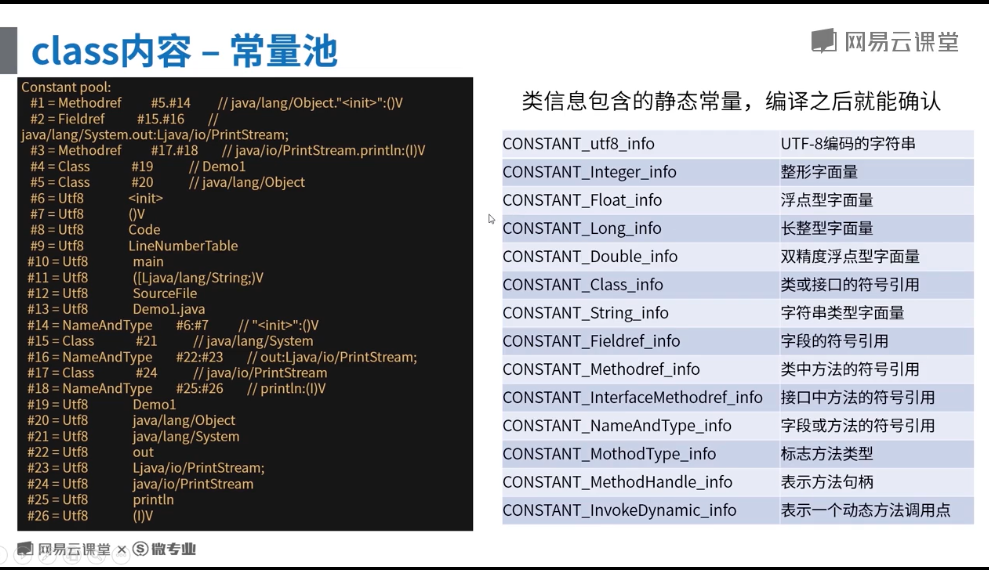 class内容 – 常量池
网易云课堂
Constant pool:
#1 = Methodref #5.#14 // java/lang/Object."<init>":()V
#2 = Fieldref #15.#16 //
java/lang/System.out:Ljava/io/PrintStream;
#3 = Methodref #17.#18 // java/io/PrintStream.println:(I)V
#4 = Class #19 // Demo1
#5 = Class #20 // java/lang/Object
#6 = Utf8 <init>
#7 = Utf8 ()V
#8 = Utf8 Code
#9 = Utf8 LineNumberTable
#10 = Utf8 main
#11 = Utf8 ([Ljava/lang/String;)V
#12 = Utf8 SourceFile
#13 = Utf8 Demo1.java
#14 = NameAndType #6:#7 // "<init>":()V
#15 = Class #21 // java/lang/System
#16 = NameAndType #22:#23 // out:Ljava/io/PrintStream;
#17 = Class #24 // java/io/PrintStream
#18 = NameAndType #25:#26 // println:(I)V
#19 = Utf8 Demo1
#20 = Utf8 java/lang/Object
#21 = Utf8 java/lang/System
#22 = Utf8 out
#23 = Utf8 Ljava/io/PrintStream;
#24 = Utf8 java/io/PrintStream
#25 = Utf8 println
#26 = Utf8 (I)V
类信息包含的静态常量，编译之后就能确认
CONSTANT_utf8_info UTF-8编码的字符串
CONSTANT_Integer_info 整形字面量
CONSTANT_Float_info 浮点型字面量
CONSTANT_Long_info 长整型字面量
CONSTANT_Double_info 双精度浮点型字面量
CONSTANT_Class_info 类或接口的符号引用
CONSTANT_String_info 字符串类型字面量
CONSTANT_Fieldref_info 字段的符号引用
CONSTANT_Methodref_info 类中方法的符号引用
CONSTANT_InterfaceMethodref_info 接口中方法的符号引用
CONSTANT_NameAndType_info 字段或方法的符号引用
CONSTANT_MothodType_info 标志方法类型
CONSTANT_MethodHandle_info 表示方法句柄
CONSTANT_InvokeDynamic_info 表示一个动态方法调用点
网易云课堂 × 微专业